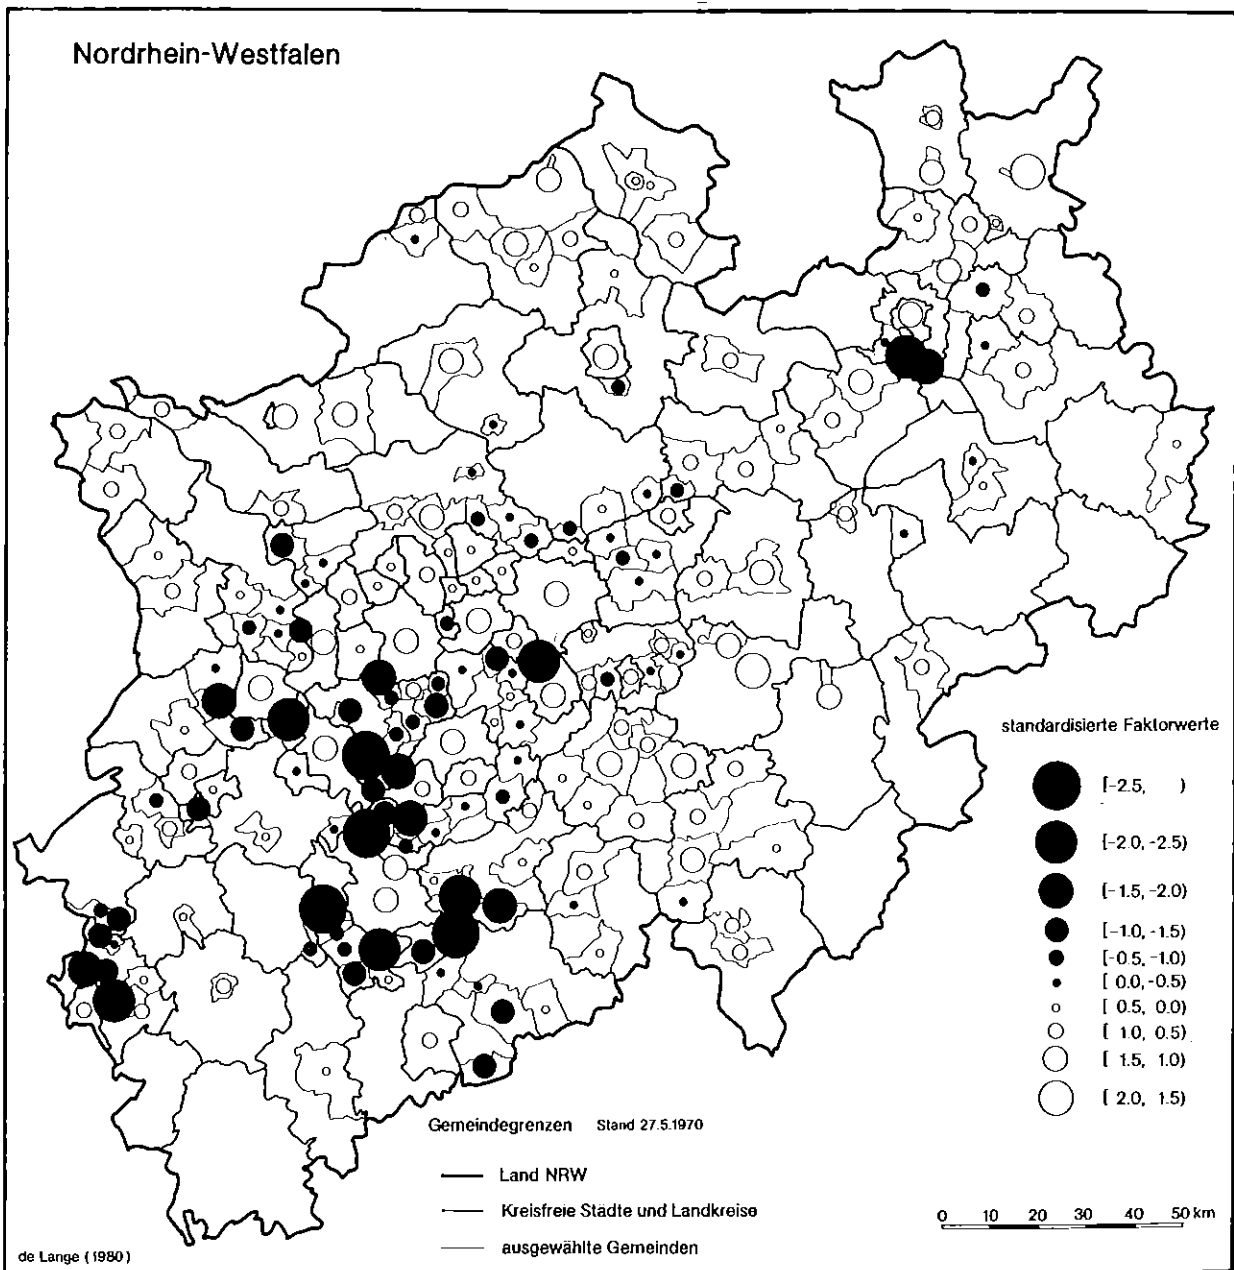 Nordrhein-Westfalen
standardisierte Faktorwerte
[-2.5,      )
[-2.0, -2.5)
[-1.5, -2.0)
[-1.0, -1.5)
[-0.5, -1.0)
[ 0.0, -0.5)
[ 0.5, 0.0)
[ 1.0, 0.5)
[ 1.5, 1.0)
[ 2.0, 1.5)
Gemeindegrenzen Stand 27.5.1970
Land NRW
Kreisfreie Städte und Landkreise
ausgewählte Gemeinden
0 10 20 30 40 50 km
de Lange (1980)